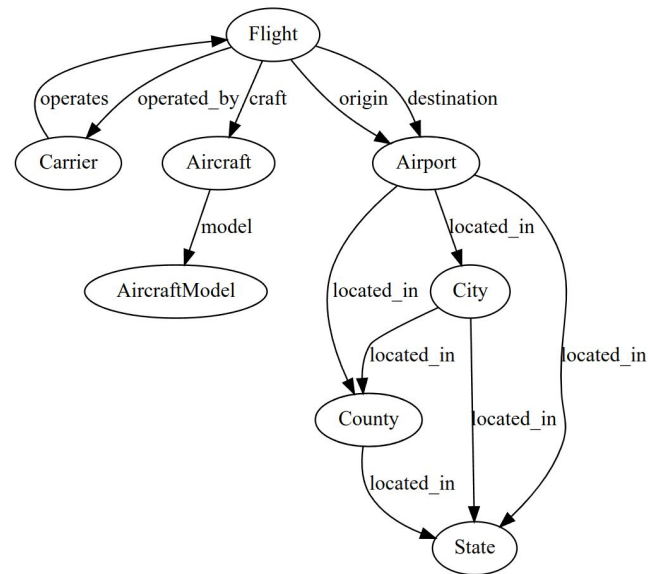 Flight
operates
operated_by
craft
origin
destination
Carrier
Aircraft
Airport
model
located_in
AircraftModel
located_in
City
located_in
located_in
County
located_in
located_in
State